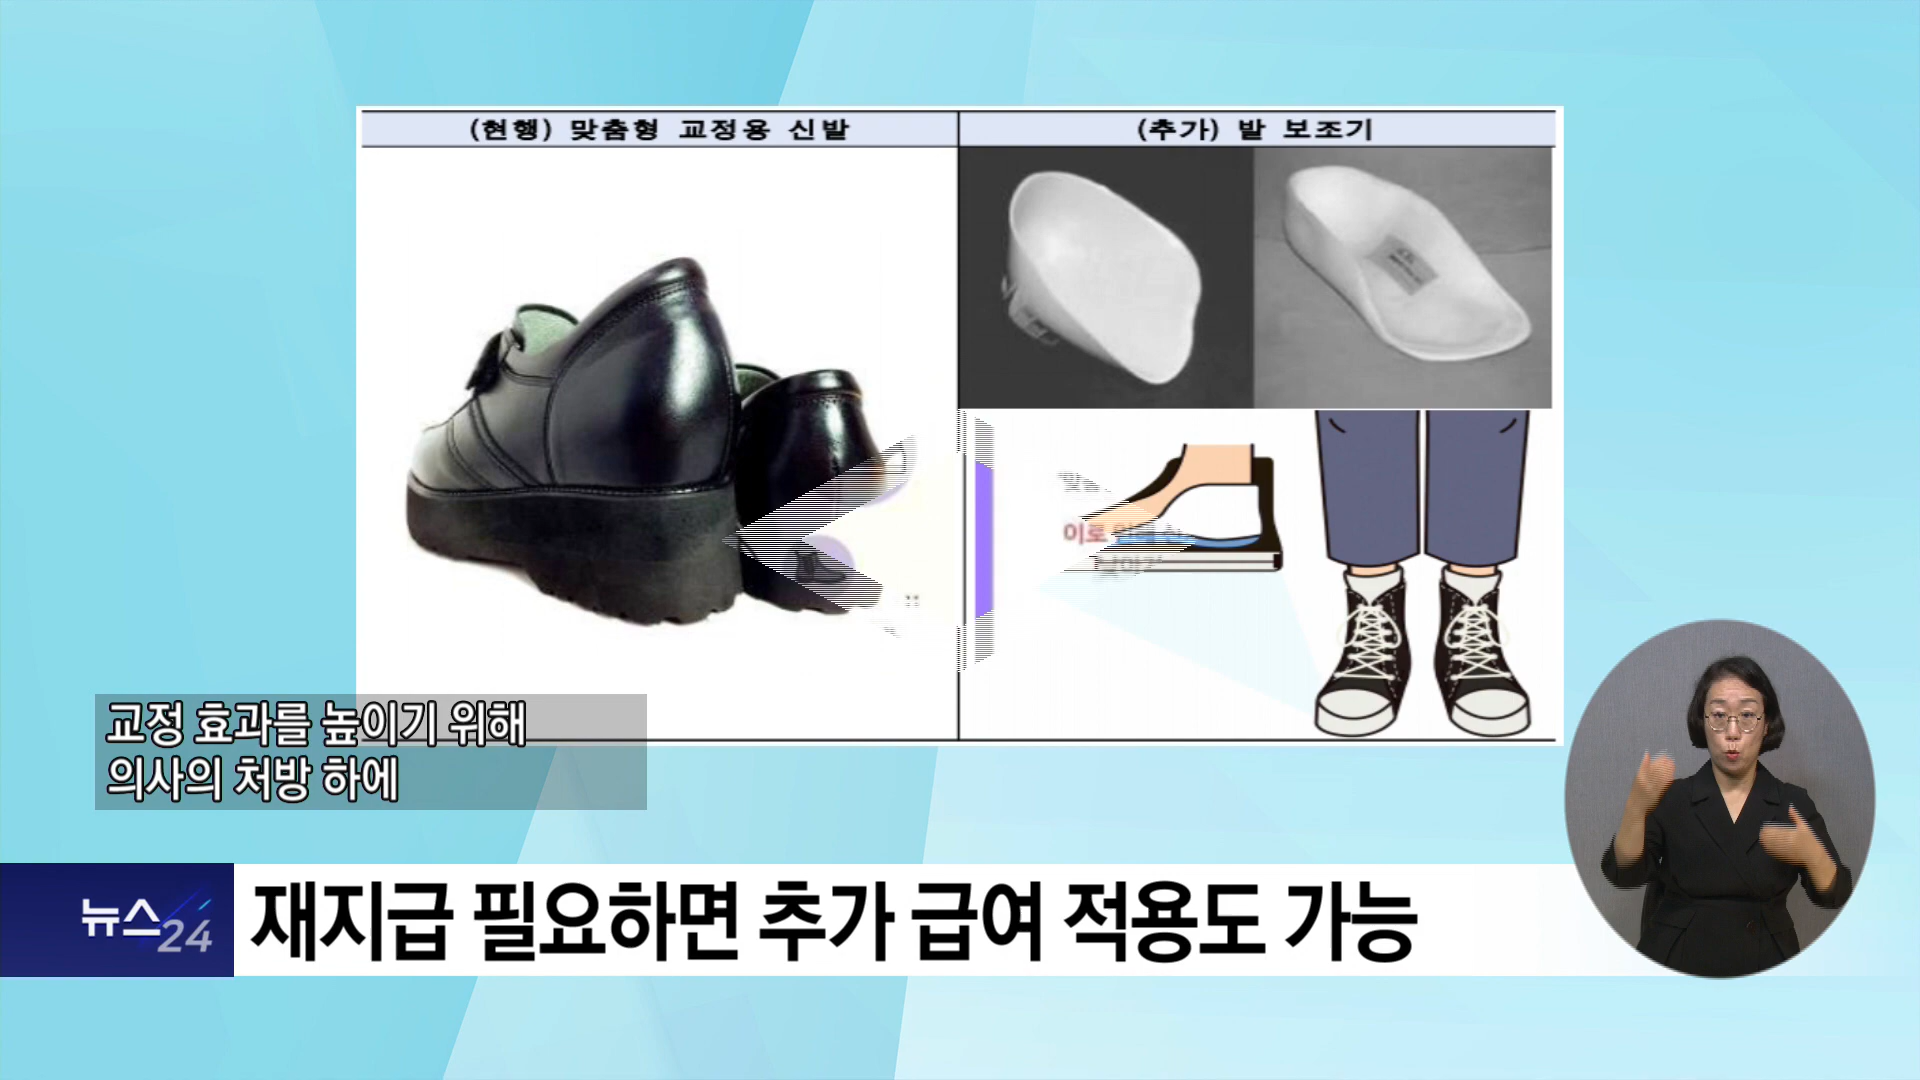 (현행) 맞춤형 교정용 신발
(추가) 발 보조기
이로
교정 효과를 높이기 위해
의사의 처방 하에
뉴스24
재지급 필요하면 추가 급여 적용도 가능